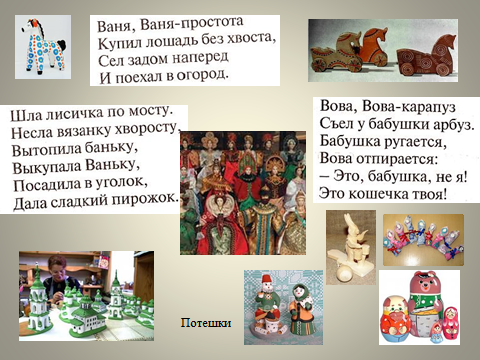 Ваня, Ваня-простота
Купил лошадь без хвоста,
Сел задом наперед
И поехал в огород.
Шла лисичка по мосту.
Несла вязанку хворосту,
Вытопила баньку,
Выкупала Ваньку,
Посадила в уголок,
Дала сладкий пирожок.
Вова, Вова-карапуз
Съел у бабушки арбуз.
Бабушка ругается,
Вова отпирается:
– Это, бабушка, не я!
Это кошечка твоя!
Потешки